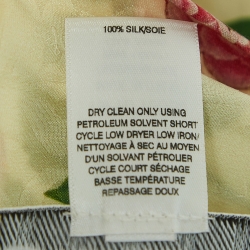 100% SILK/SOIE
DRY CLEAN ONLY USING
PETROLEUM SOLVENT SHORT
CYCLE LOW DRYER LOW IRON/
NETTOYAGE À SEC AU MOYEN
D'UN SOLVANT PÉTROLIER
CYCLE COURT SÉCHAGE
BASSE TEMPÉRATURE
REPASSAGE DOUX